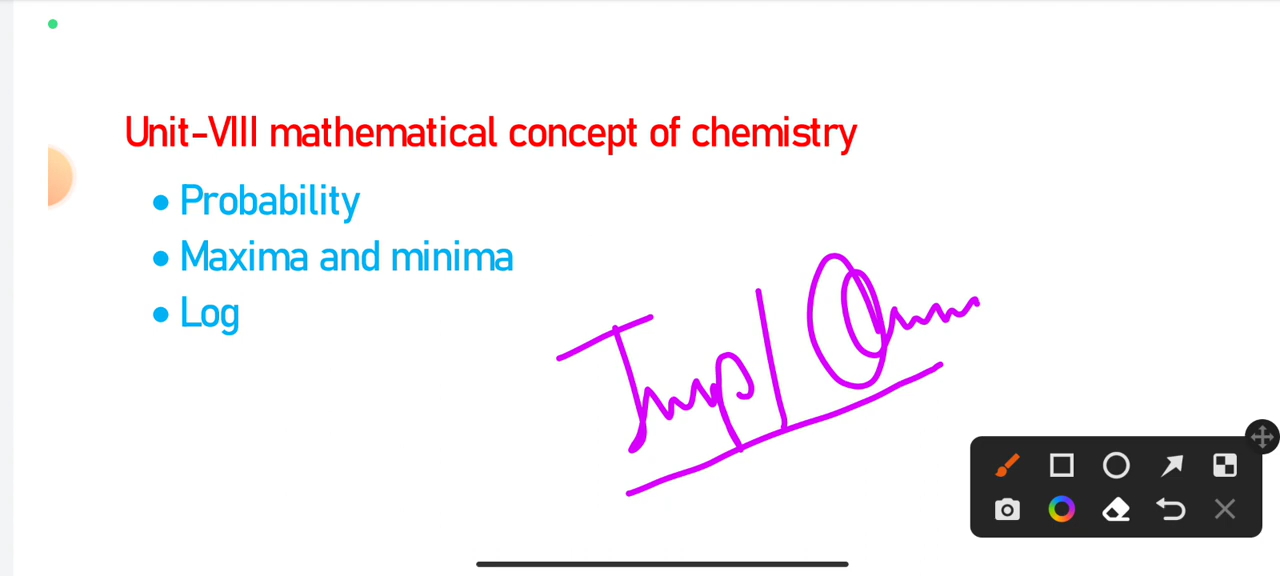 Unit-VIII mathematical concept of chemistry
• Probability
• Maxima and minima
• Log
Imp/